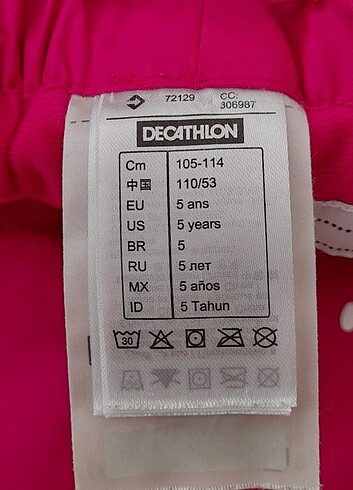 72129 CC:
306987
DECATHLON
Cm 105-114
中国 110/53
EU 5 ans
US 5 years
BR 5
RU 5 лет
MX 5 años
ID 5 Tahun
30